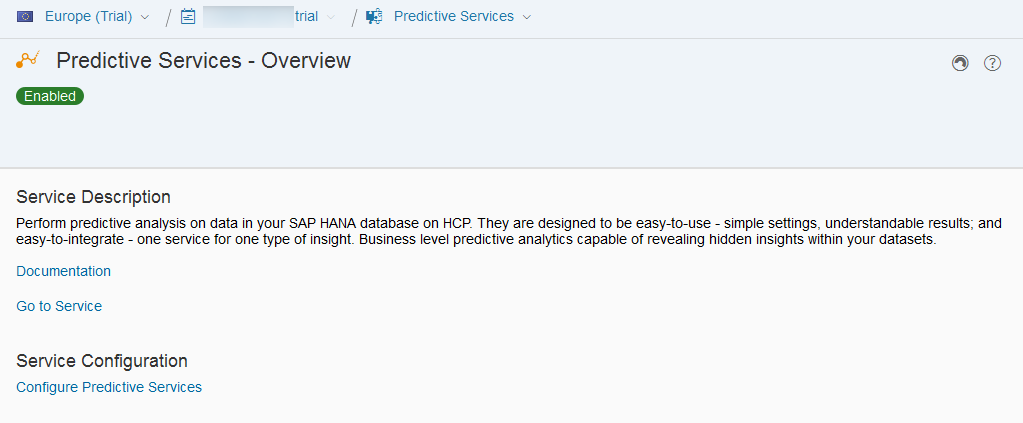 Europe (Trial) / trial / Predictive Services
Predictive Services - Overview
Enabled
Service Description
Perform predictive analysis on data in your SAP HANA database on HCP. They are designed to be easy-to-use - simple settings, understandable results; and
easy-to-integrate - one service for one type of insight. Business level predictive analytics capable of revealing hidden insights within your datasets.
Documentation
Go to Service
Service Configuration
Configure Predictive Services